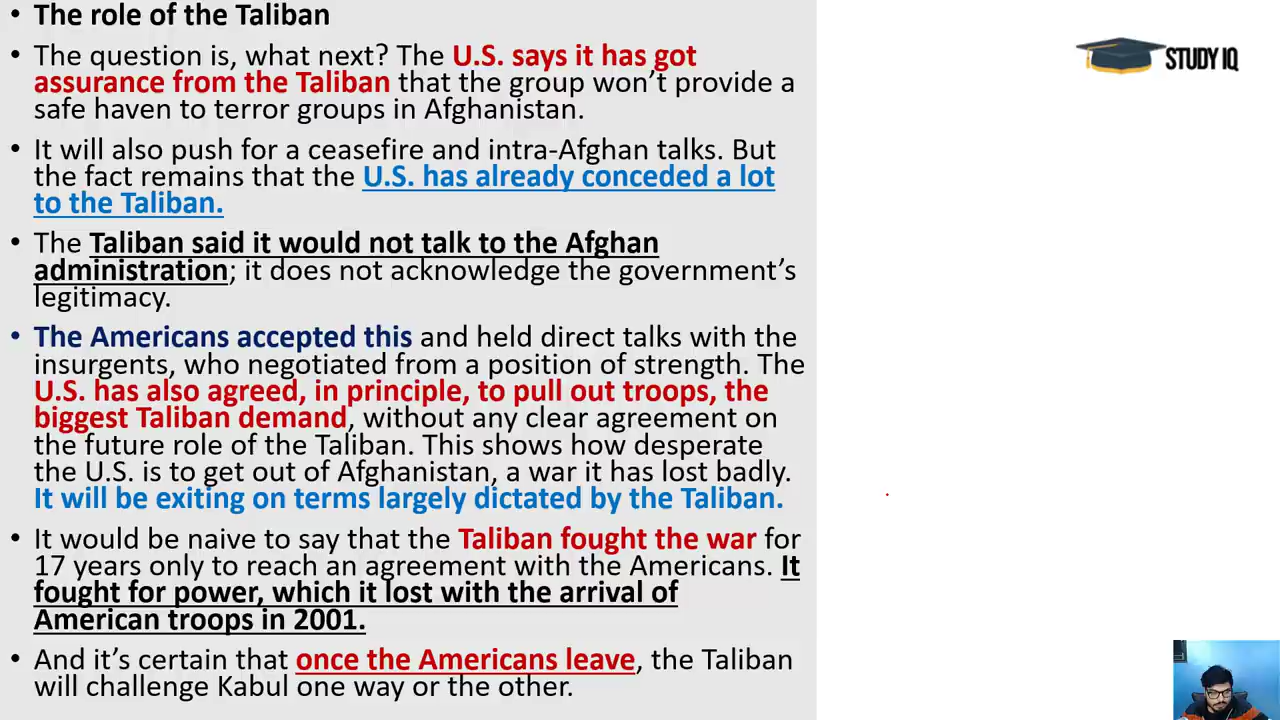 • The role of the Taliban
• The question is, what next? The U.S. says it has got
assurance from the Taliban that the group won't provide a
safe haven to terror groups in Afghanistan.
• It will also push for a ceasefire and intra-Afghan talks. But
the fact remains that the U.S. has already conceded a lot
to the Taliban.
• The Taliban said it would not talk to the Afghan
administration; it does not acknowledge the government's
legitimacy.
• The Americans accepted this and held direct talks with the
insurgents, who negotiated from a position of strength. The
U.S. has also agreed, in principle, to pull out troops, the
biggest Taliban demand, without any clear agreement on
the future role of the Taliban. This shows how desperate
the U.S. is to get out of Afghanistan, a war it has lost badly.
It will be exiting on terms largely dictated by the Taliban.
• It would be naive to say that the Taliban fought the war for
17 years only to reach an agreement with the Americans. It
fought for power, which it lost with the arrival of
American troops in 2001.
• And it's certain that once the Americans leave, the Taliban
will challenge Kabul one way or the other.
STUDY IQ